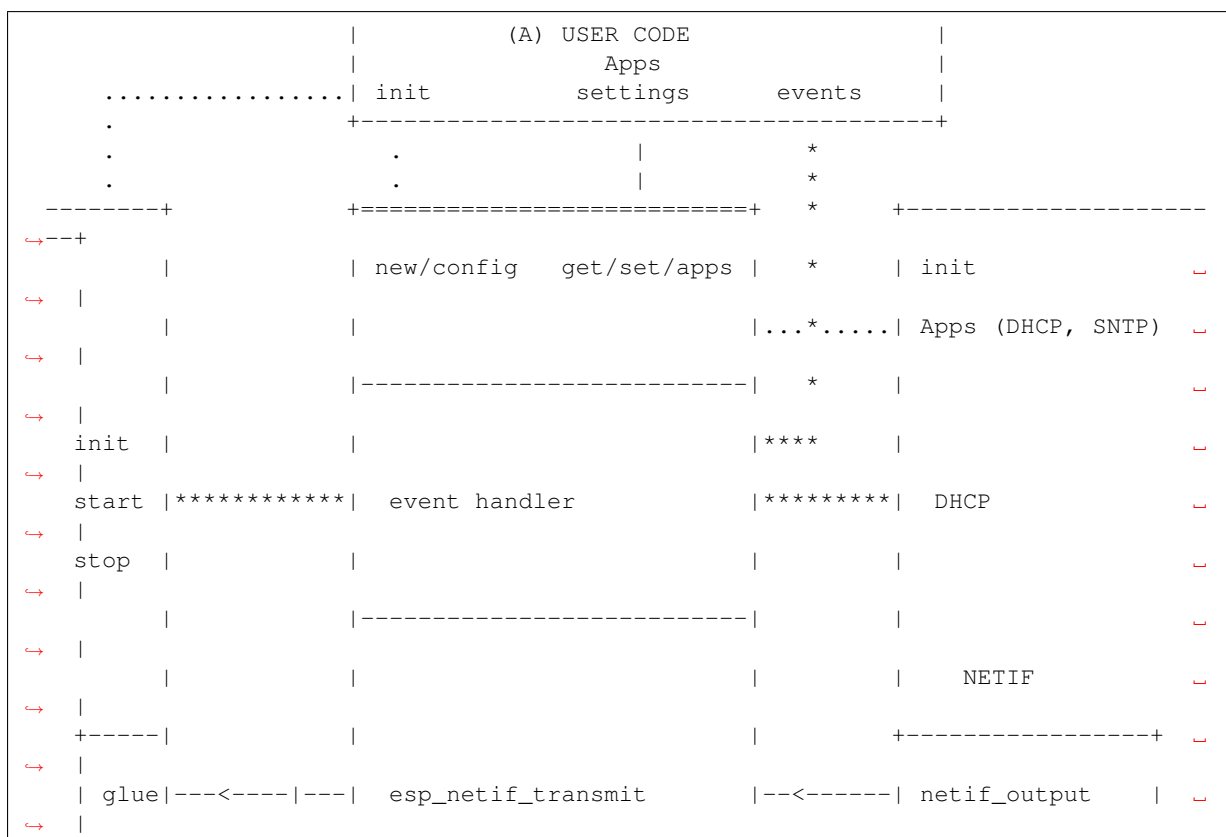 |          (A) USER CODE                 |
                       |                 Apps                   |
      .................| init          settings      events     |
      .                +----------------------------------------+
      .                   .                |           *
      .                   .                |           *
  --------+            +===========================+   *     +---------------------
↪--+
          |            | new/config   get/set/apps |   *     | init                ␣
↪  |
          |            |                           |...*.....| Apps (DHCP, SNTP)   ␣
↪  |
          |            |---------------------------|   *     |                     ␣
↪  |
    init  |            |                           |****     |                     ␣
↪  |
    start |************|  event handler            |*********|  DHCP               ␣
↪  |
    stop  |            |                           |         |                     ␣
↪  |
          |            |---------------------------|         |                     ␣
↪  |
          |            |                           |         |    NETIF            ␣
↪  |
    +-----|            |                           |         +-----------------+   ␣
↪  |
    | glue|---<----|---|  esp_netif_transmit       |--<------| netif_output    |   ␣
↪  |